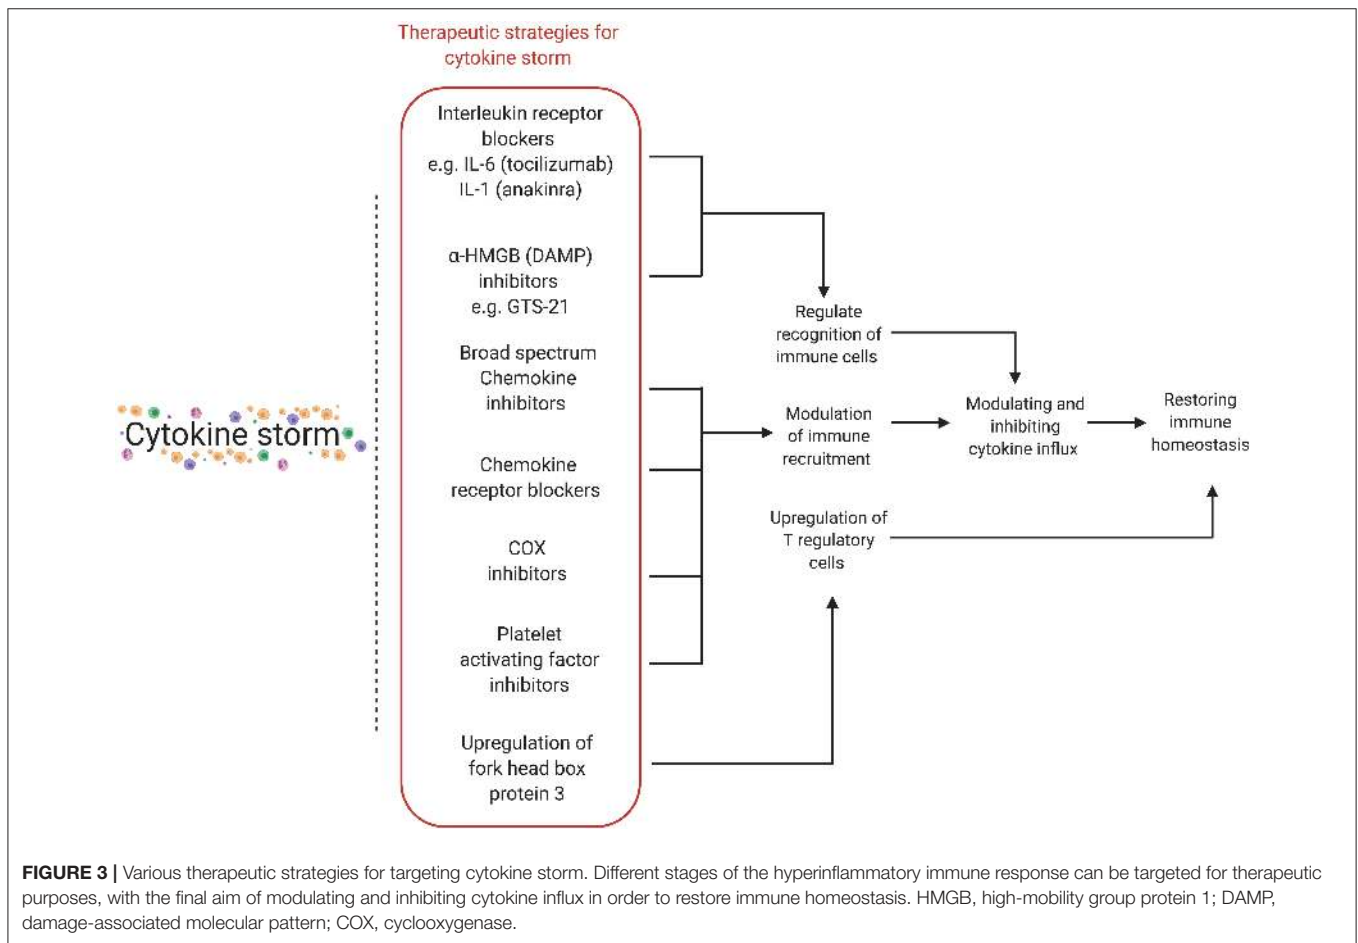 Therapeutic strategies for
cytokine storm
Interleukin receptor
blockers
e.g. IL-6 (tocilizumab)
IL-1 (anakinra)
α-HMGB (DAMP)
inhibitors
e.g. GTS-21
Broad spectrum
Chemokine
inhibitors
Chemokine
receptor blockers
COX
inhibitors
Platelet
activating factor
inhibitors
Upregulation of
fork head box
protein 3
Cytokine storm
Regulate
recognition of
immune cells
Modulation
of immune
recruitment
Upregulation of
T regulatory
cells
Modulating and
inhibiting
cytokine influx
Restoring
immune
homeostasis
FIGURE 3 | Various therapeutic strategies for targeting cytokine storm. Different stages of the hyperinflammatory immune response can be targeted for therapeutic
purposes, with the final aim of modulating and inhibiting cytokine influx in order to restore immune homeostasis. HMGB, high-mobility group protein 1; DAMP,
damage-associated molecular pattern; COX, cyclooxygenase.